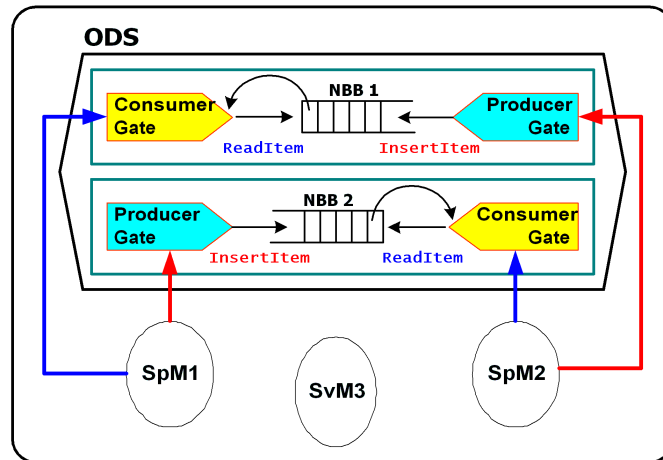 ODS
Consumer
Gate
NBB 1
Producer
Gate
ReadItem
InsertItem
Producer
Gate
NBB 2
Consumer
Gate
InsertItem
ReadItem
SpM1
SvM3
SpM2